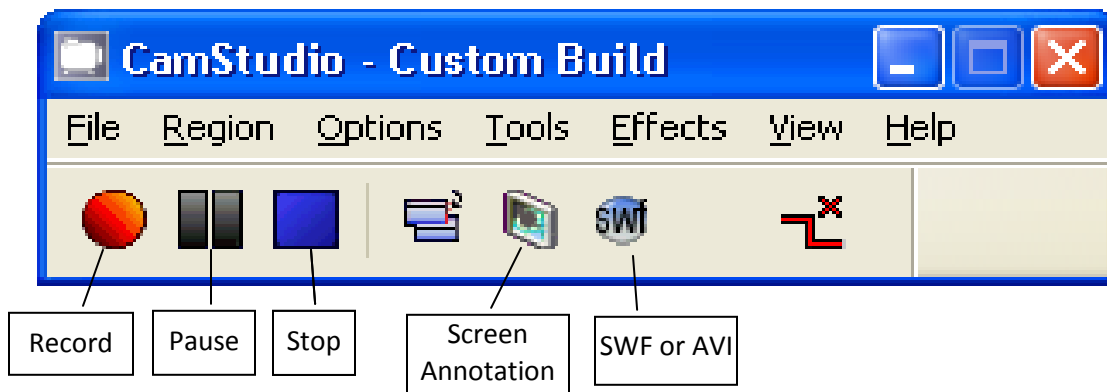 CamStudio - Custom Build
File Region Options Tools Effects View Help
swf
Record
Pause
Stop
Screen
Annotation
SWF or AVI